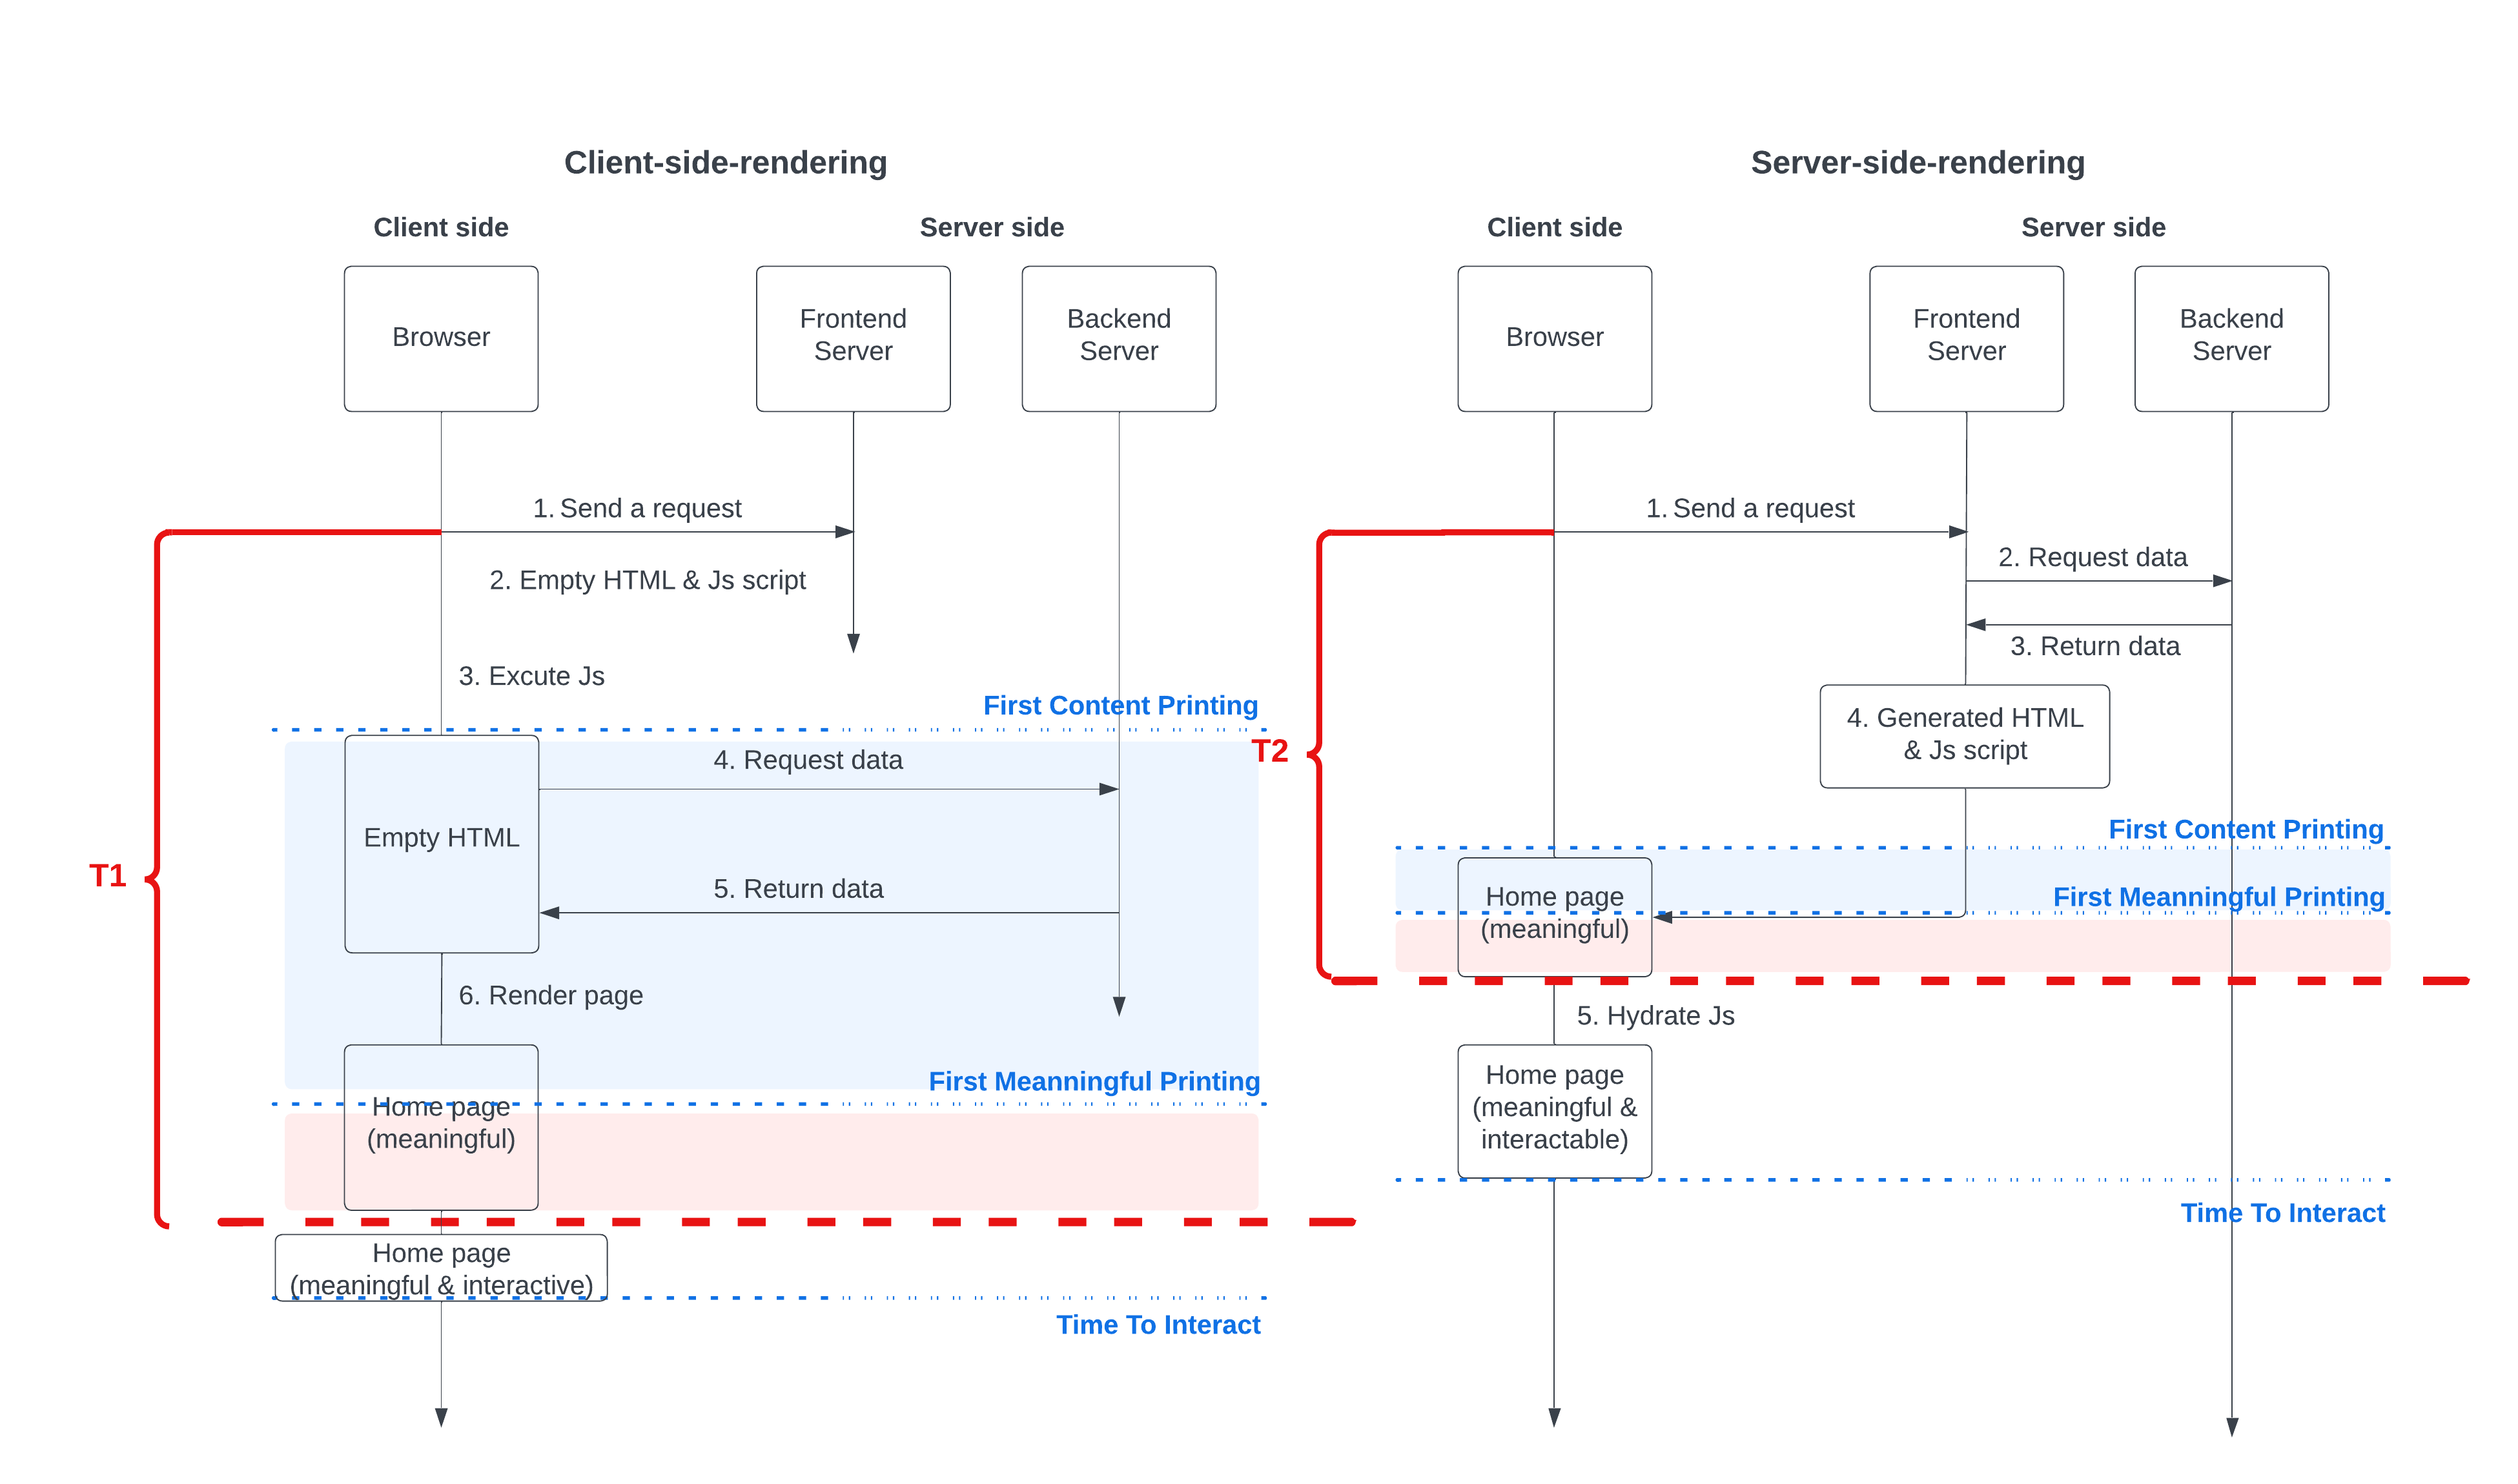 Client-side-rendering
Client side
Server side
Browser
Frontend
Server
Backend
Server
1. Send a request
2. Empty HTML & Js script
3. Excute Js
First Content Printing
4. Request data
Empty HTML
5. Return data
T1
6. Render page
First Meanningful Printing
Home page
(meaningful)
Home page
(meaningful & interactive)
Time To Interact
Server-side-rendering
Client side
Server side
Browser
Frontend
Server
Backend
Server
1. Send a request
2. Request data
3. Return data
4. Generated HTML
& Js script
T2
First Content Printing
Home page
(meaningful)
First Meanningful Printing
5. Hydrate Js
Home page
(meaningful &
interactable)
Time To Interact